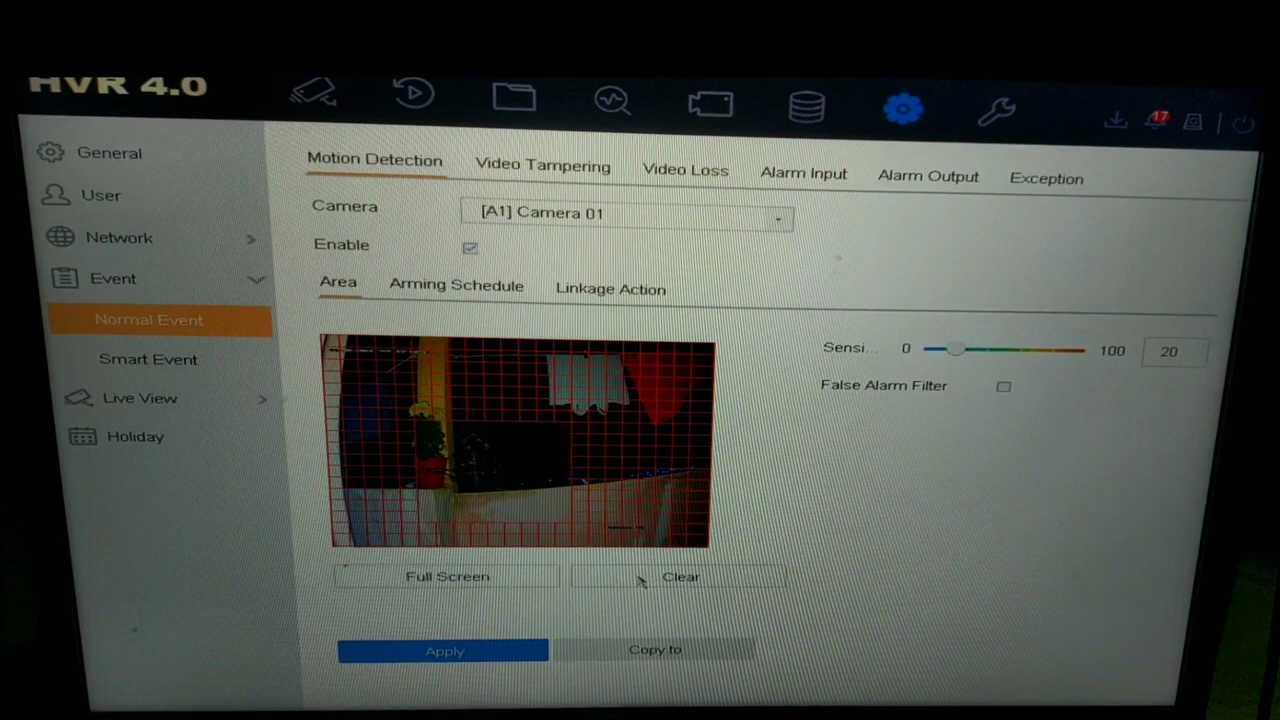 HVR 4.0
17
General
User
Network
Event
Normal Event
Smart Event
Live View
Holiday
Motion Detection Video Tampering Video Loss Alarm Input Alarm Output Exception
Camera [A1] Camera 01
Enable
Area Arming Schedule Linkage Action
Sensi... 0 100 20
False Alarm Filter
Full Screen Clear
Apply Copy to